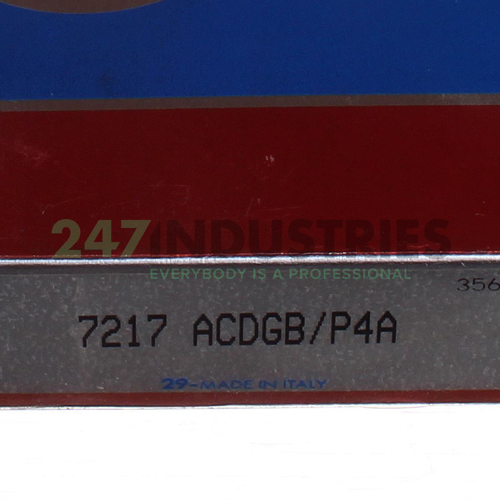 247INDUSTRIES
EVERYBODY IS A PROFESSIONAL
356
7217 ACDGB/P4A
29-MADE IN ITALY